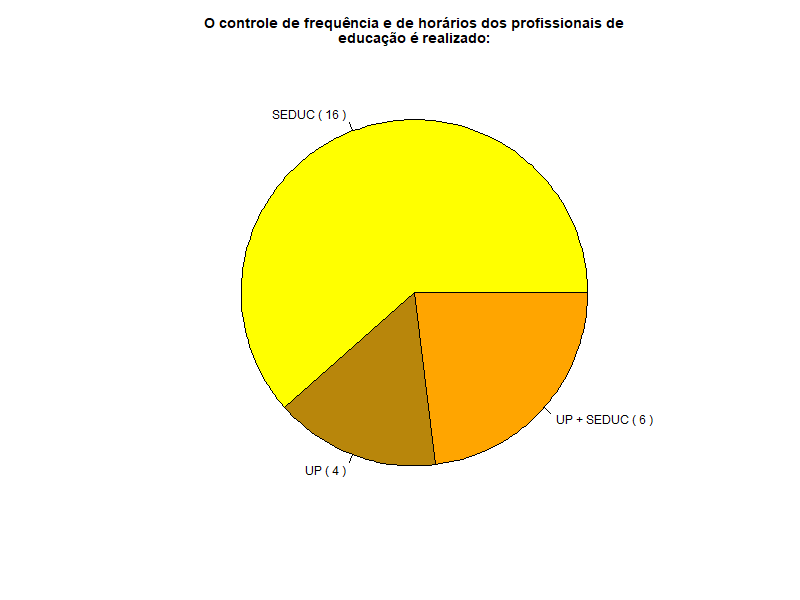 O controle de frequência e de horários dos profissionais de
educação é realizado:
SEDUC ( 16 )
UP + SEDUC ( 6 )
UP ( 4 )